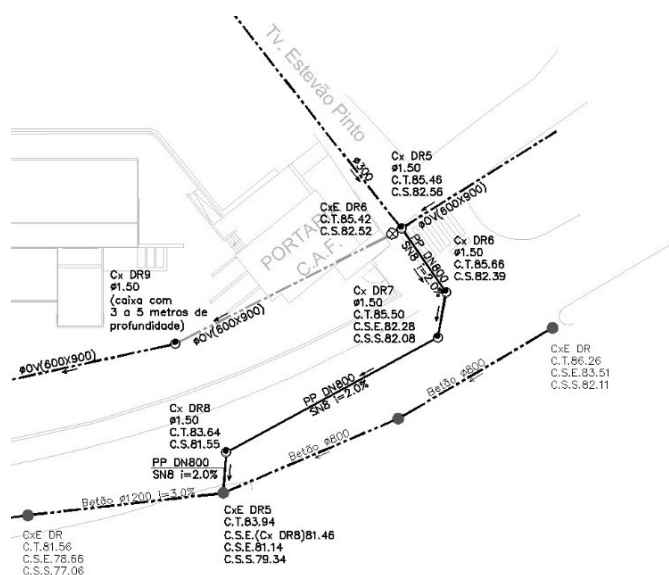 Tv. Estevão Pinto
ø300
Cx DR5
ø1.50
C.T.85.46
C.S.82.56
øOV(600X900)
CxE DR6
C.T.85.42
C.S.82.52
PORTARIA
C.A.F.
PP DN800
SN8 i=2.0%
Cx DR6
ø1.50
C.T.85.66
C.S.82.39
Cx DR9
ø1.50
(caixa com
3 a 5 metros de
profundidade)
Cx DR7
ø1.50
C.T.85.50
C.S.E.82.28
C.S.S.82.08
øOV(600X900)
øOV(600X900)
CxE DR
C.T.86.26
C.S.E.83.51
C.S.S.82.11
PP DN800
SN8 i=2.0%
Betão ø800
Cx DR8
ø1.50
C.T.83.64
C.S.81.55
Betão ø800
PP DN800
SN8 i=2.0%
Betão ø1200 i=3.0%
CxE DR5
C.T.83.94
C.S.E.(Cx DR8)81.46
C.S.E.81.14
C.S.S.79.34
CxE DR
C.T.81.56
C.S.E.78.66
C.S.S.77.06